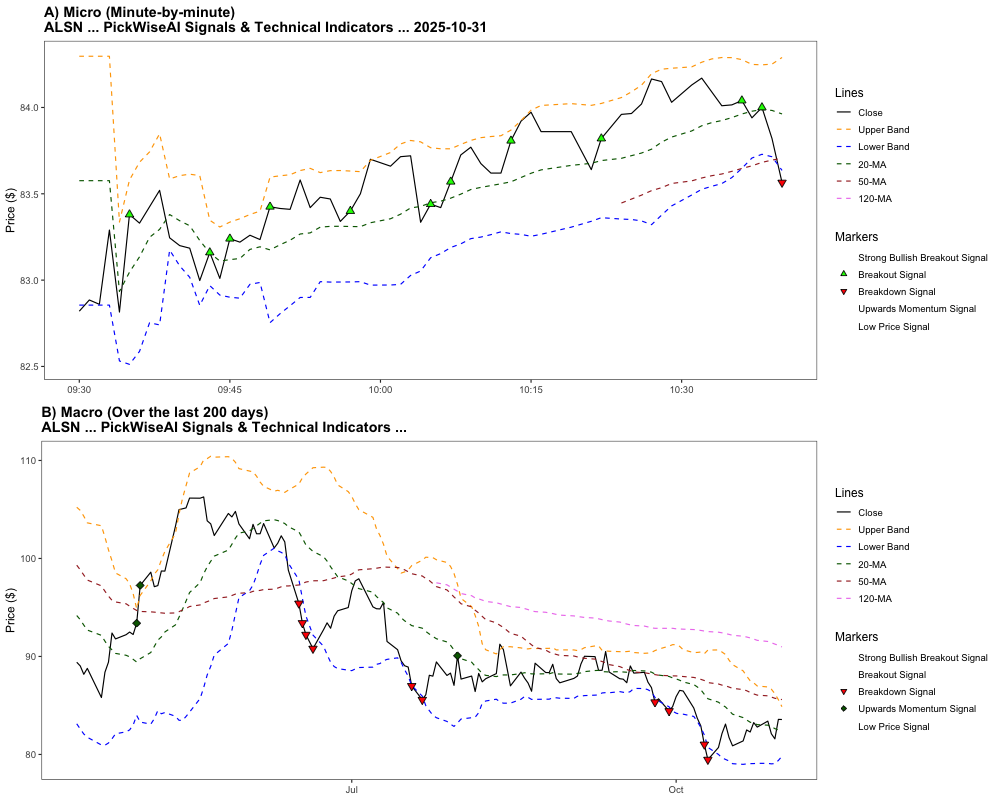 A) Micro (Minute-by-minute)
ALSN ... PickWiseAI Signals & Technical Indicators ... 2025-10-31
Price ($)
84.0
83.5
83.0
82.5
09:30
09:45
10:00
10:15
10:30
Lines
Close
Upper Band
Lower Band
20-MA
50-MA
120-MA
Markers
Strong Bullish Breakout Signal
Breakout Signal
Breakdown Signal
Upwards Momentum Signal
Low Price Signal
B) Macro (Over the last 200 days)
ALSN ... PickWiseAI Signals & Technical Indicators ...
Price ($)
110
100
90
80
Jul
Oct
Lines
Close
Upper Band
Lower Band
20-MA
50-MA
120-MA
Markers
Strong Bullish Breakout Signal
Breakout Signal
Breakdown Signal
Upwards Momentum Signal
Low Price Signal